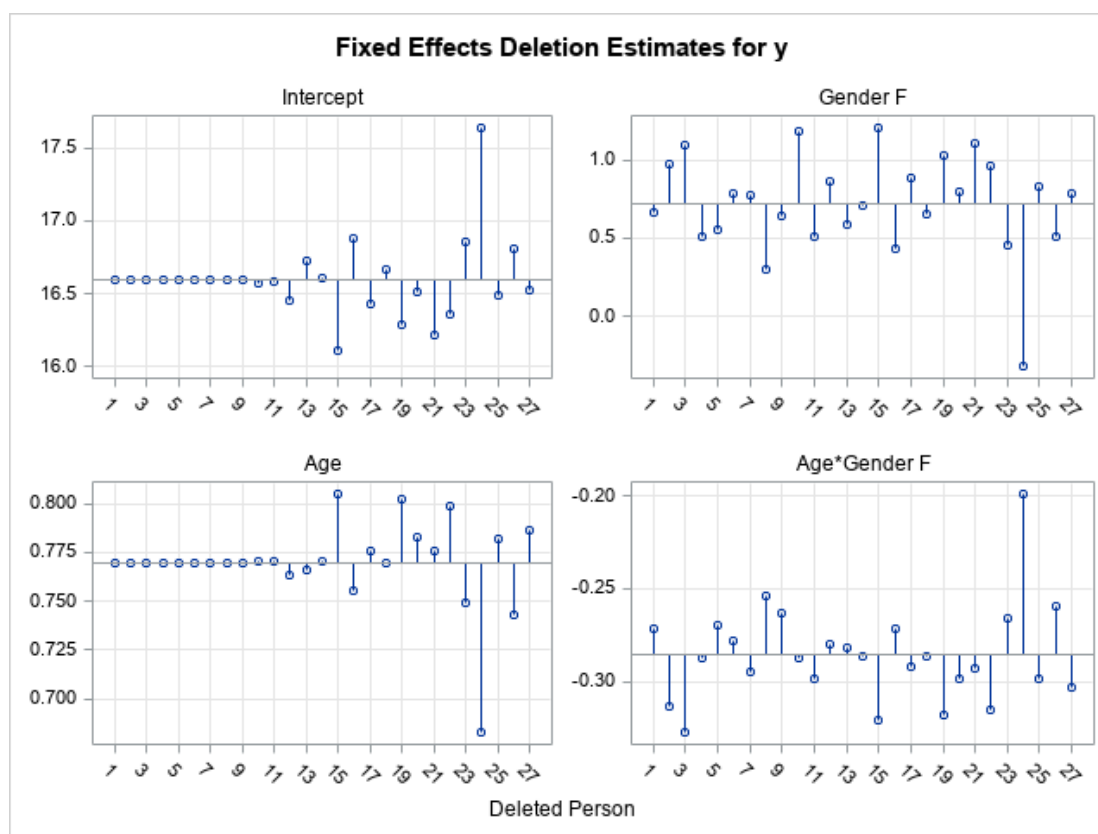 Fixed Effects Deletion Estimates for y
Intercept
17.5
17.0
16.5
16.0
1 3 5 7 9 11 13 15 17 19 21 23 25 27
Gender F
1.0
0.5
0.0
1 3 5 7 9 11 13 15 17 19 21 23 25 27
Age
0.800
0.775
0.750
0.725
0.700
1 3 5 7 9 11 13 15 17 19 21 23 25 27
Age*Gender F
-0.20
-0.25
-0.30
1 3 5 7 9 11 13 15 17 19 21 23 25 27
Deleted Person